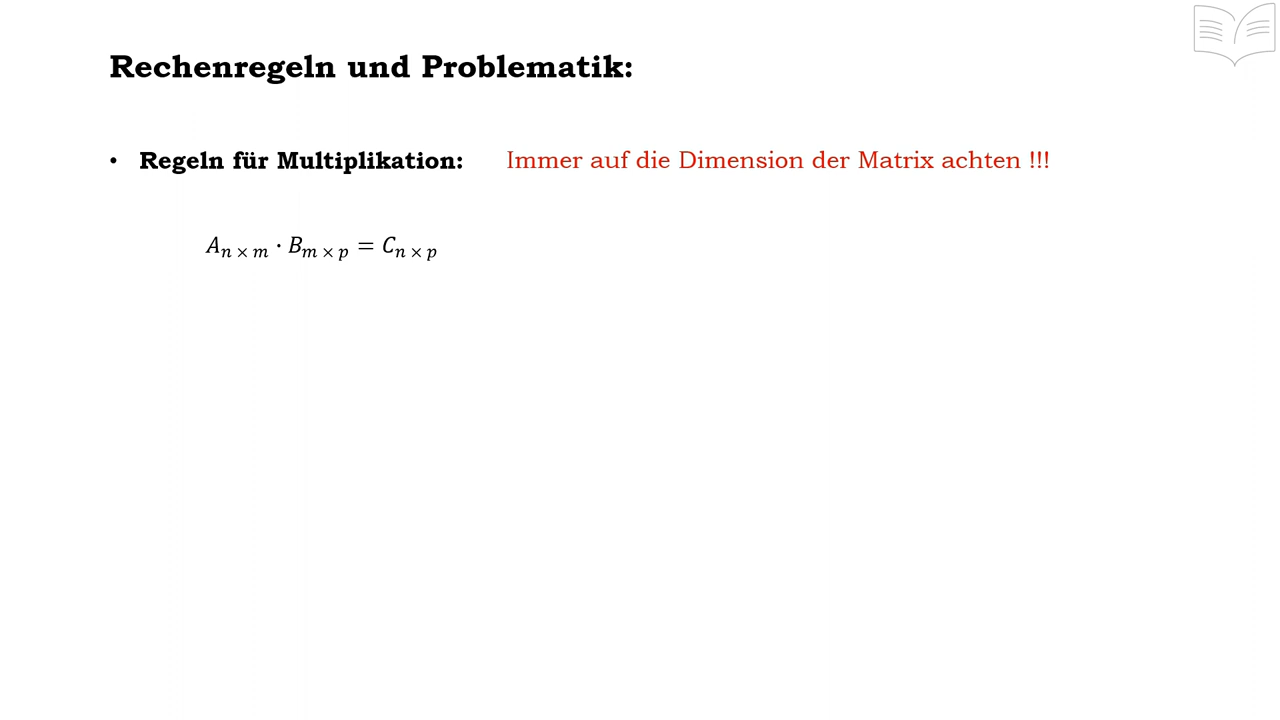 Rechenregeln und Problematik:
• Regeln für Multiplikation: Immer auf die Dimension der Matrix achten !!!
A_{n × m} · B_{m × p} = C_{n × p}